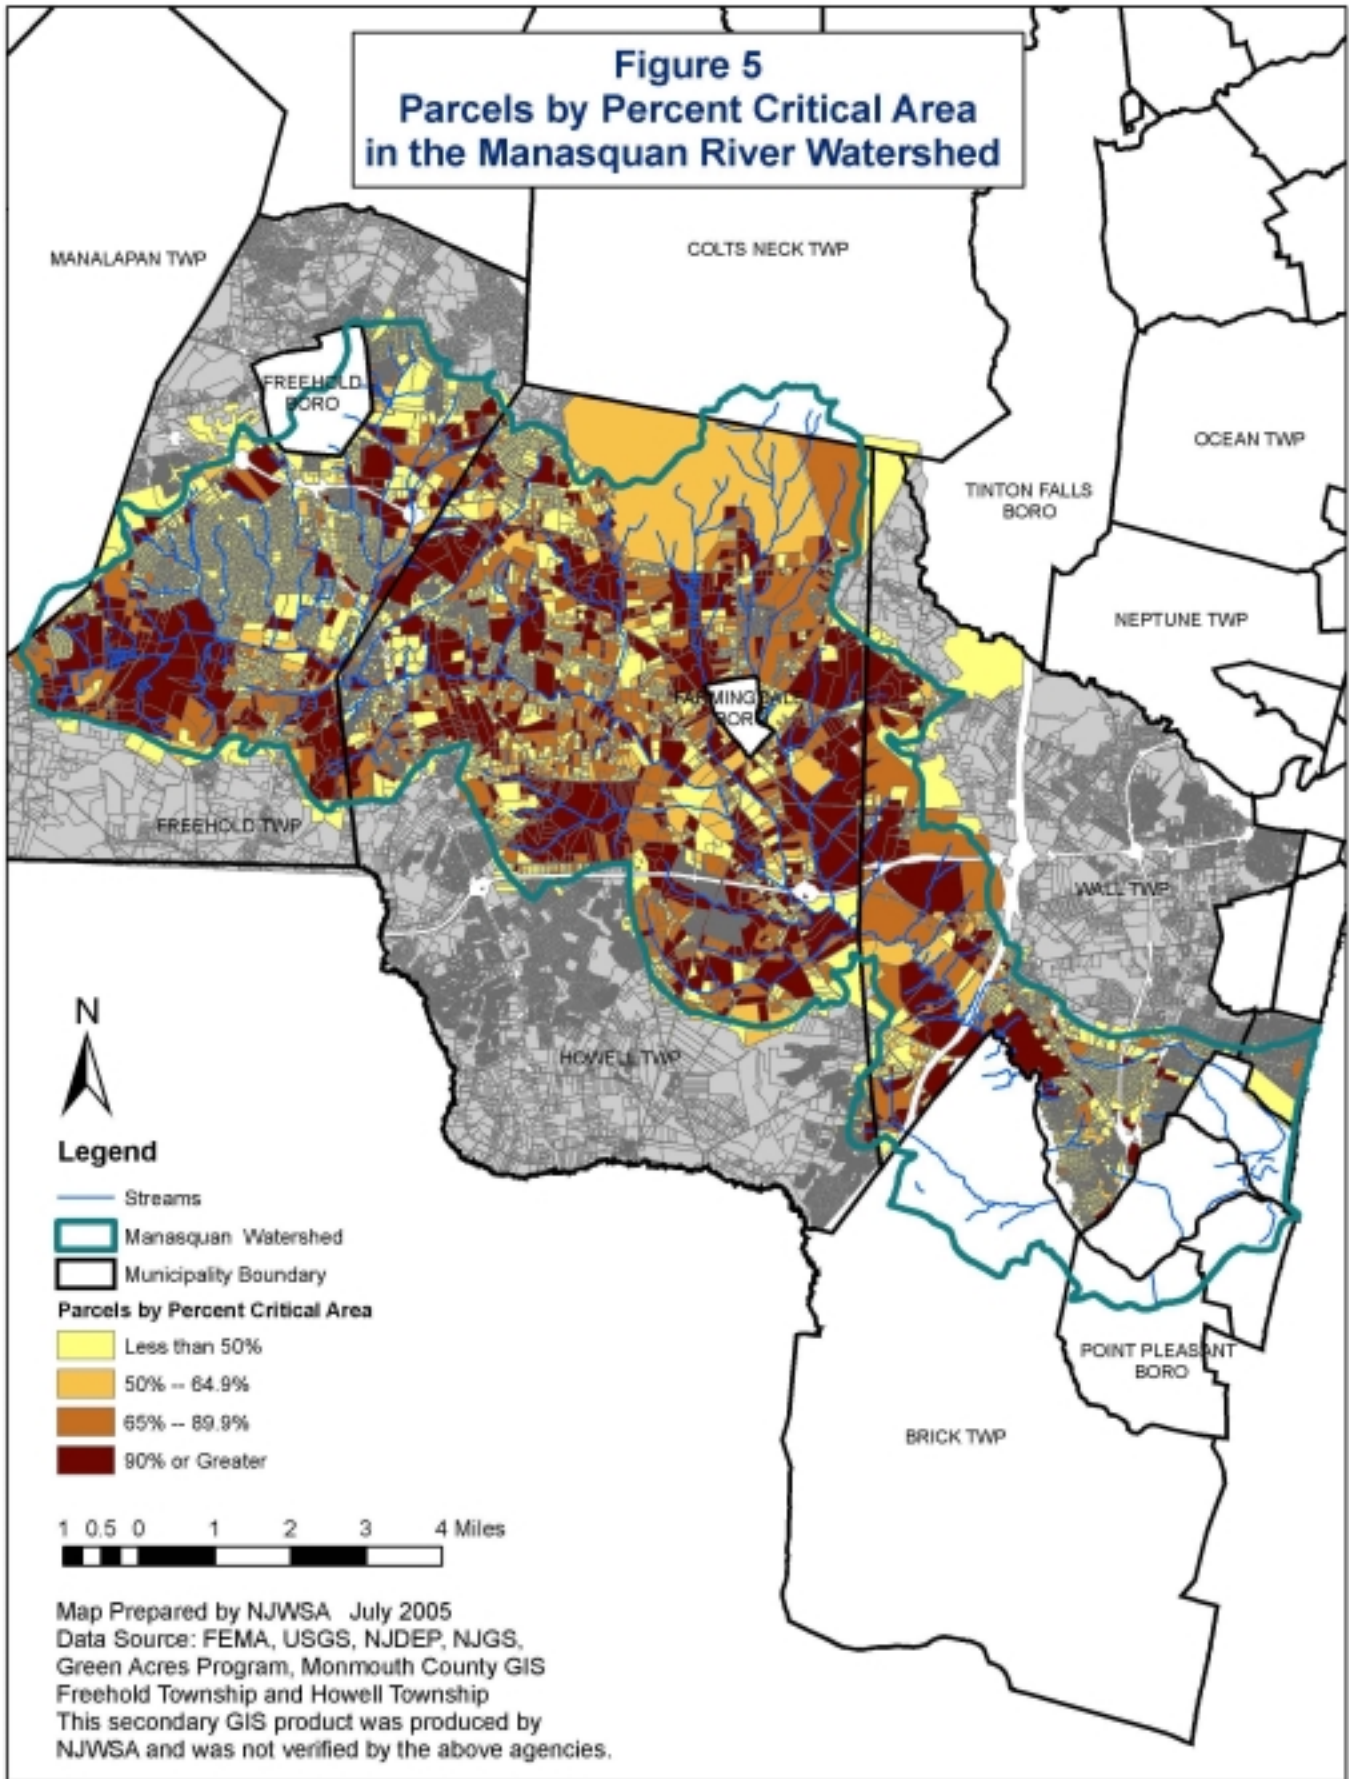 Figure 5
Parcels by Percent Critical Area
in the Manasquan River Watershed
MANALAPAN TWP
COLTS NECK TWP
FREEHOLD
BORO
OCEAN TWP
TINTON FALLS
BORO
NEPTUNE TWP
FARMINGDALE
BORO
FREEHOLD TWP
WALL TWP
HOWELL TWP
POINT PLEASANT
BORO
BRICK TWP
N
Legend
Streams
Manasquan Watershed
Municipality Boundary
Parcels by Percent Critical Area
Less than 50%
50% -- 64.9%
65% -- 89.9%
90% or Greater
1 0.5 0 1 2 3 4 Miles
Map Prepared by NJWSA July 2005
Data Source: FEMA, USGS, NJDEP, NJGS,
Green Acres Program, Monmouth County GIS
Freehold Township and Howell Township
This secondary GIS product was produced by
NJWSA and was not verified by the above agencies.